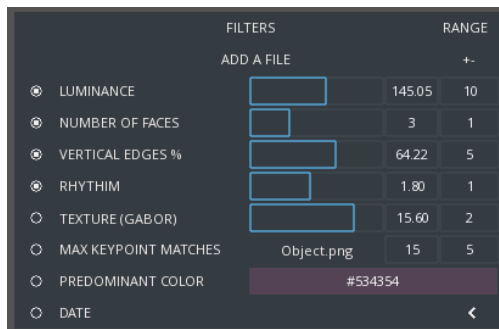 FILTERS RANGE
ADD A FILE +-
LUMINANCE 145.05 10
NUMBER OF FACES 3 1
VERTICAL EDGES % 64.22 5
RHYTHIM 1.80 1
TEXTURE (GABOR) 15.60 2
MAX KEYPOINT MATCHES Object.png 15 5
PREDOMINANT COLOR #534354
DATE <